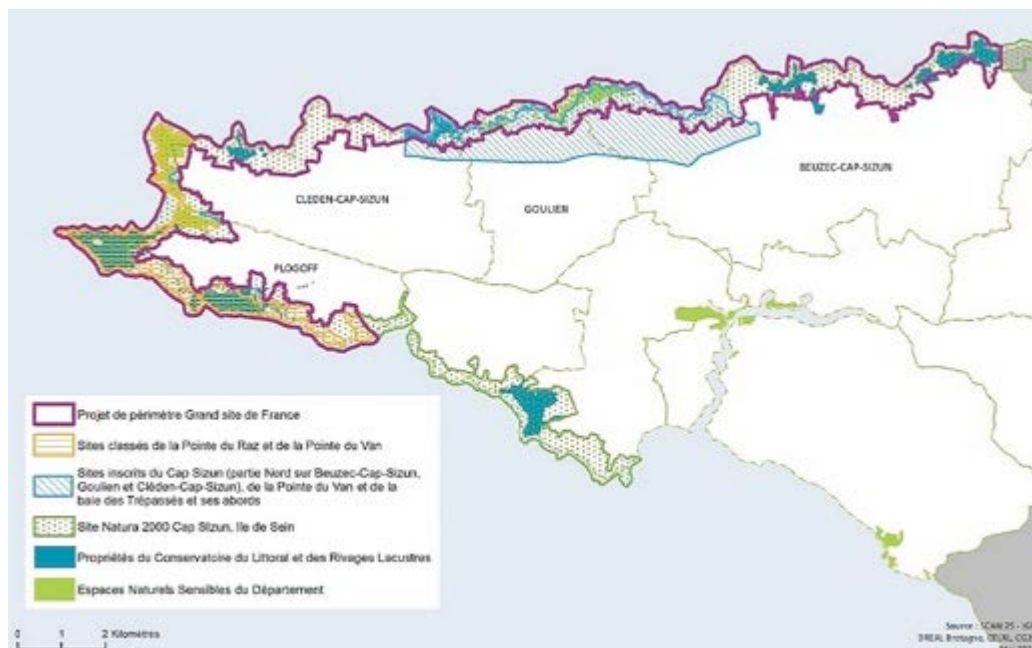 CLEDEN-CAP-SIZUN
GOULIEN
BEUZEC-CAP-SIZUN
PLOGOFF
Projet de périmètre Grand site de France
Sites classés de la Pointe du Raz et de la Pointe du Van
Sites inscrits du Cap Sizun (partie Nord sur Beuzec-Cap-Sizun,
Goulien et Cléden-Cap-Sizun), de la Pointe du Van et de la
baie des Trépassés et ses abords
Site Natura 2000 Cap Sizun, Ile de Sein
Propriétés du Conservatoire du Littoral et des Rivages Lacustres
Espaces Naturels Sensibles du Département
0 1 2 Kilomètres
Source : SCAN 25 -
DREAL Bretagne,